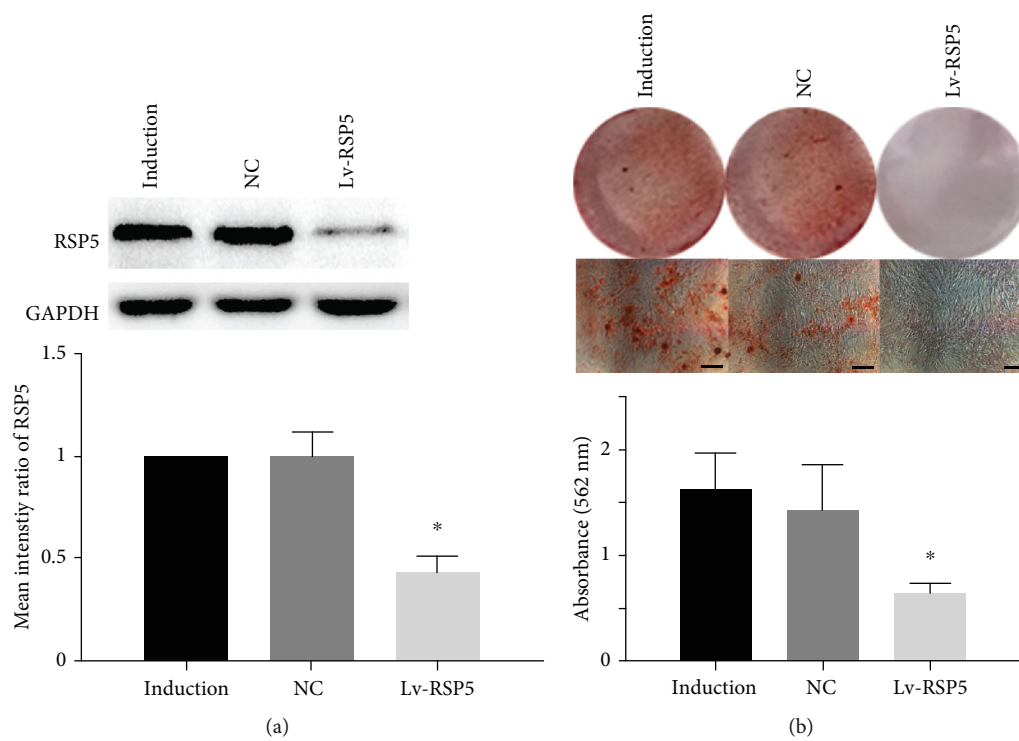 Induction
NC
Lv-RSP5
RSP5
GAPDH
1.5
1
0.5
0
Mean intenstiy ratio of RSP5
*
Induction
NC
Lv-RSP5
(a)
Induction
NC
Lv-RSP5
2
1
0
Absorbance (562 nm)
*
Induction
NC
Lv-RSP5
(b)